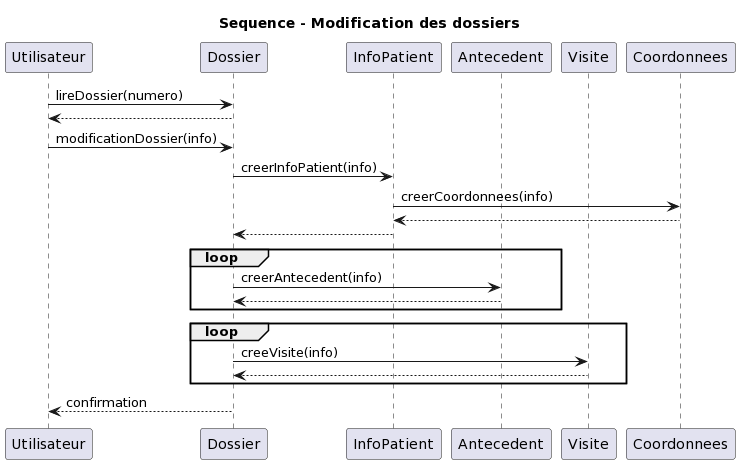 Sequence - Modification des dossiers
Utilisateur Dossier InfoPatient Antecedent Visite Coordonnees
lireDossier(numero)
modificationDossier(info)
creerInfoPatient(info)
creerCoordonnees(info)
loop
creerAntecedent(info)
loop
creeVisite(info)
confirmation
Utilisateur Dossier InfoPatient Antecedent Visite Coordonnees